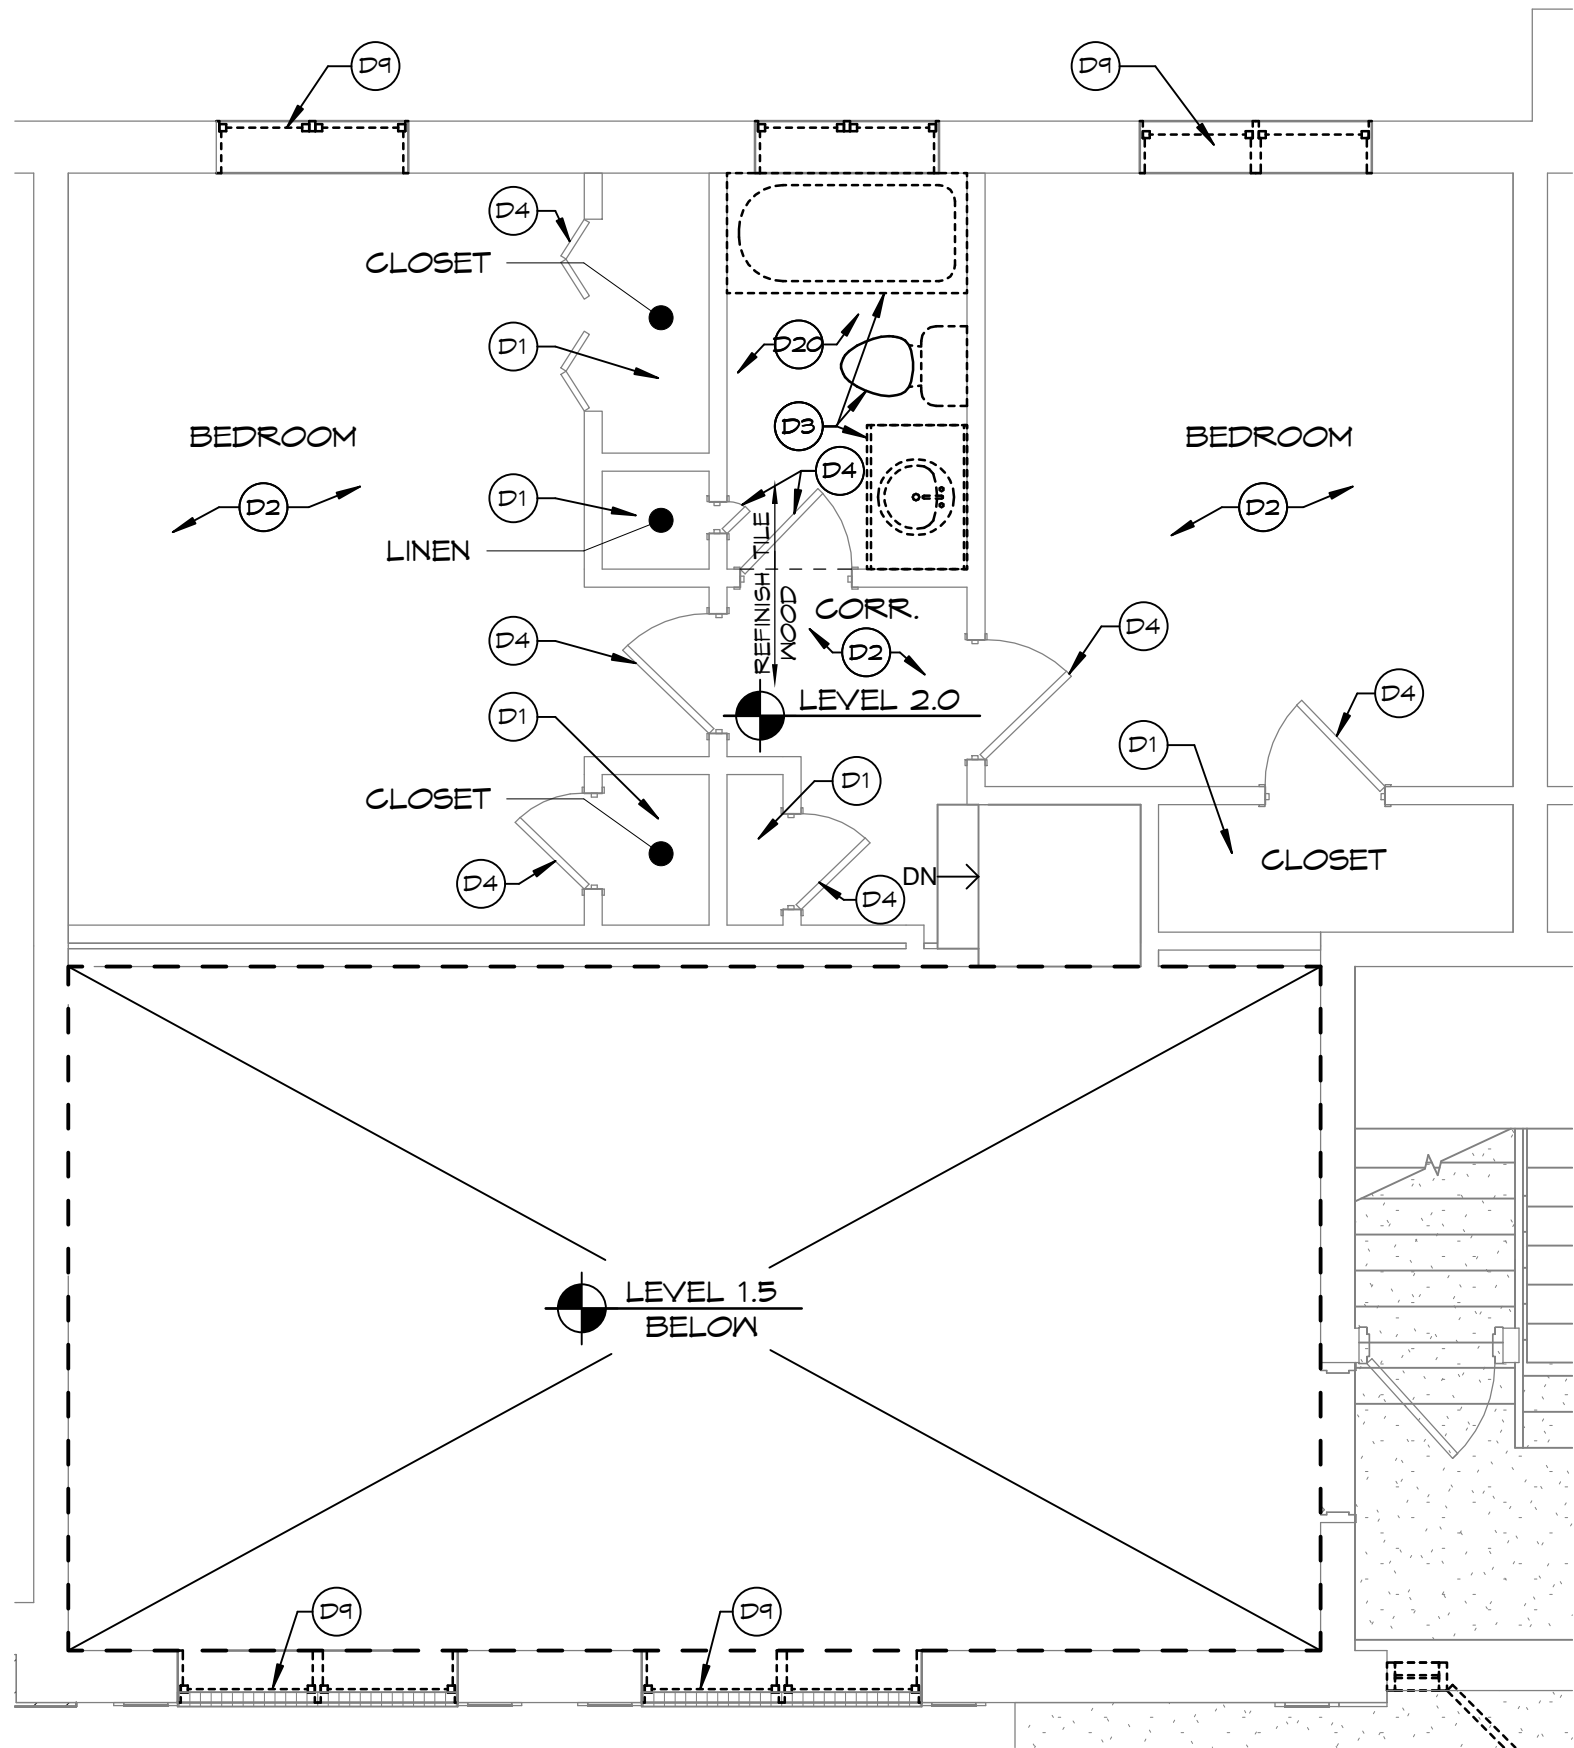 D9
D9
D4
CLOSET
D1
D20
D3
BEDROOM
BEDROOM
D4
D2
D1
D2
LINEN
REFINISH TILE
WOOD
CORR.
D4
D2
D4
LEVEL 2.0
D4
D1
D1
D1
CLOSET
CLOSET
D4
D4
DN
LEVEL 1.5
BELOW
D9
D9